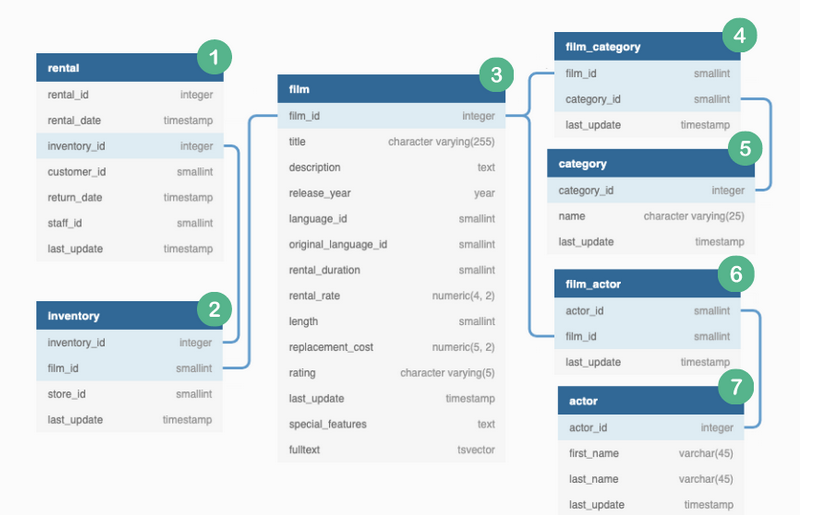 1
rental
rental_id integer
rental_date timestamp
inventory_id integer
customer_id smallint
return_date timestamp
staff_id smallint
last_update timestamp
2
inventory
inventory_id integer
film_id smallint
store_id smallint
last_update timestamp
3
film
film_id integer
title character varying(255)
description text
release_year year
language_id smallint
original_language_id smallint
rental_duration smallint
rental_rate numeric(4, 2)
length smallint
replacement_cost numeric(5, 2)
rating character varying(5)
last_update timestamp
special_features text
fulltext tsvector
4
film_category
film_id smallint
category_id smallint
last_update timestamp
5
category
category_id integer
name character varying(25)
last_update timestamp
6
film_actor
actor_id smallint
film_id smallint
last_update timestamp
7
actor
actor_id integer
first_name varchar(45)
last_name varchar(45)
last_update timestamp